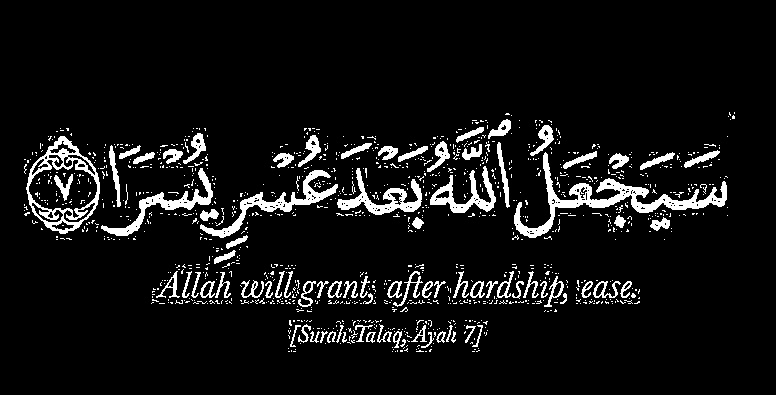 سَيَجْعَلُ ٱللَّهُ بَعْدَ عُسْرٍ يُسْرًا ٧
Allah will grant, after hardship, ease.
[Surah Talaq, Ayah 7]